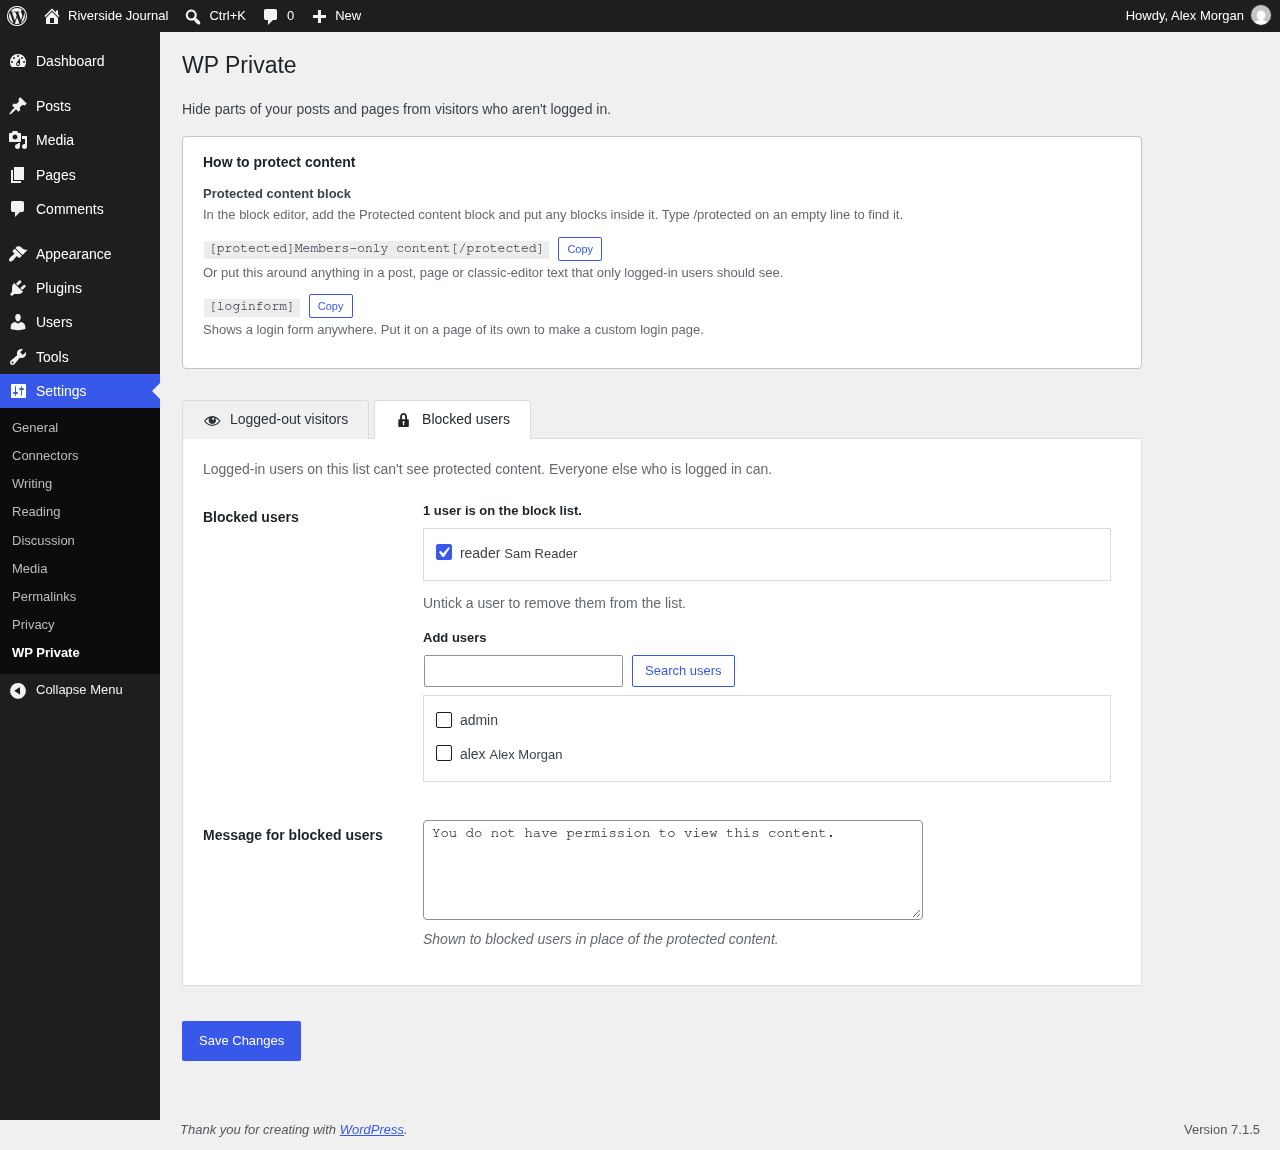 Riverside Journal
Ctrl+K
0
New
Howdy, Alex Morgan
Dashboard
Posts
Media
Pages
Comments
Appearance
Plugins
Users
Tools
Settings
General
Connectors
Writing
Reading
Discussion
Media
Permalinks
Privacy
WP Private
Collapse Menu
WP Private
Hide parts of your posts and pages from visitors who aren't logged in.
How to protect content
Protected content block
In the block editor, add the Protected content block and put any blocks inside it. Type /protected on an empty line to find it.
[protected]Members-only content[/protected] Copy
Or put this around anything in a post, page or classic-editor text that only logged-in users should see.
[loginform] Copy
Shows a login form anywhere. Put it on a page of its own to make a custom login page.
Logged-out visitors
Blocked users
Logged-in users on this list can't see protected content. Everyone else who is logged in can.
Blocked users
1 user is on the block list.
reader Sam Reader
Untick a user to remove them from the list.
Add users
Search users
admin
alex Alex Morgan
Message for blocked users
You do not have permission to view this content.
Shown to blocked users in place of the protected content.
Save Changes
Thank you for creating with WordPress.
Version 7.1.5